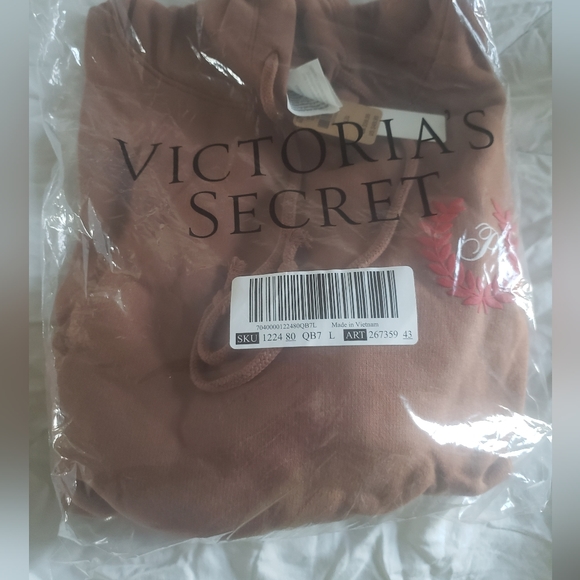 VICTORIA'S
SECRET
7040000122480QB7L Made in Vietnam
SKU 1224 80 QB7 L ART 267359 43